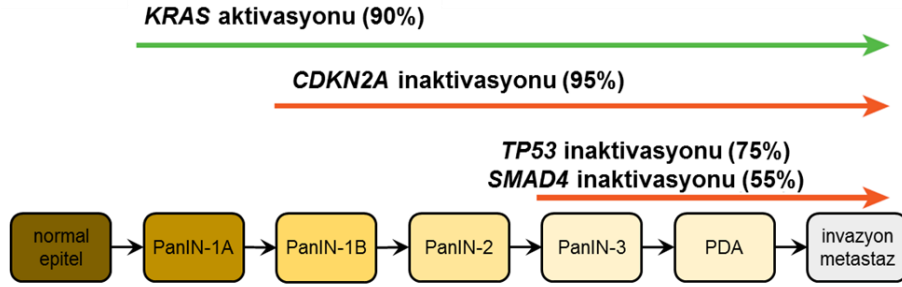 KRAS aktivasyonu (90%)
CDKN2A inaktivasyonu (95%)
TP53 inaktivasyonu (75%)
SMAD4 inaktivasyonu (55%)
normal
epitel
PanIN-1A
PanIN-1B
PanIN-2
PanIN-3
PDA
invazyon
metastaz